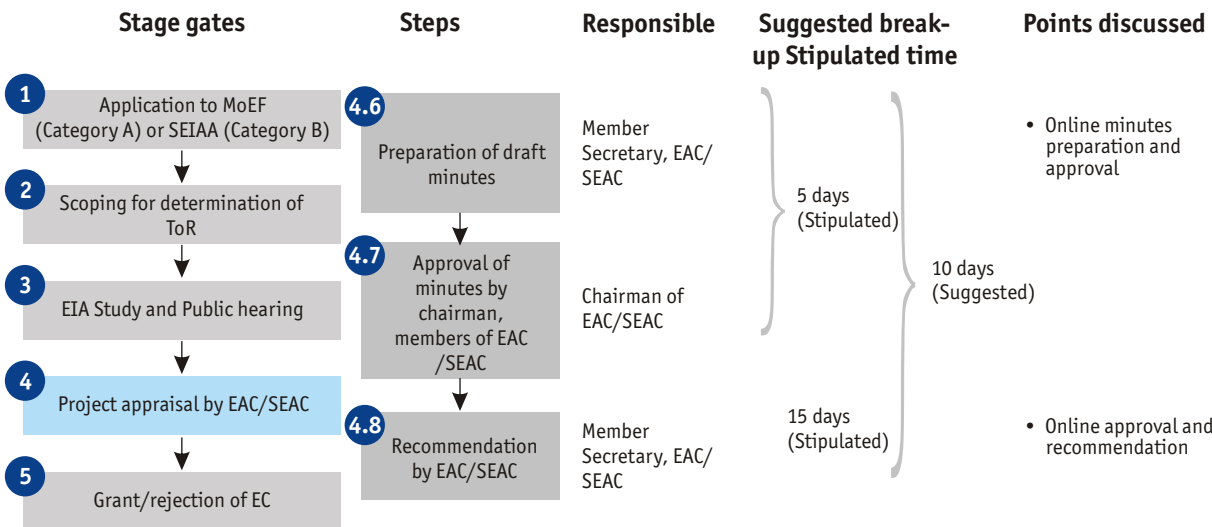 Stage gates
Steps
Responsible
Suggested break-
up Stipulated time
Points discussed
1
Application to MoEF
(Category A) or SEIAA (Category B)
2
Scoping for determination of
ToR
3
EIA Study and Public hearing
4
Project appraisal by EAC/SEAC
5
Grant/rejection of EC
4.6
Preparation of draft
minutes
4.7
Approval of
minutes by
chairman,
members of EAC
/SEAC
4.8
Recommendation
by EAC/SEAC
Member
Secretary, EAC/
SEAC
Chairman of
EAC/SEAC
Member
Secretary, EAC/
SEAC
5 days
(Stipulated)
15 days
(Stipulated)
10 days
(Suggested)
• Online minutes
preparation and
approval
• Online approval and
recommendation